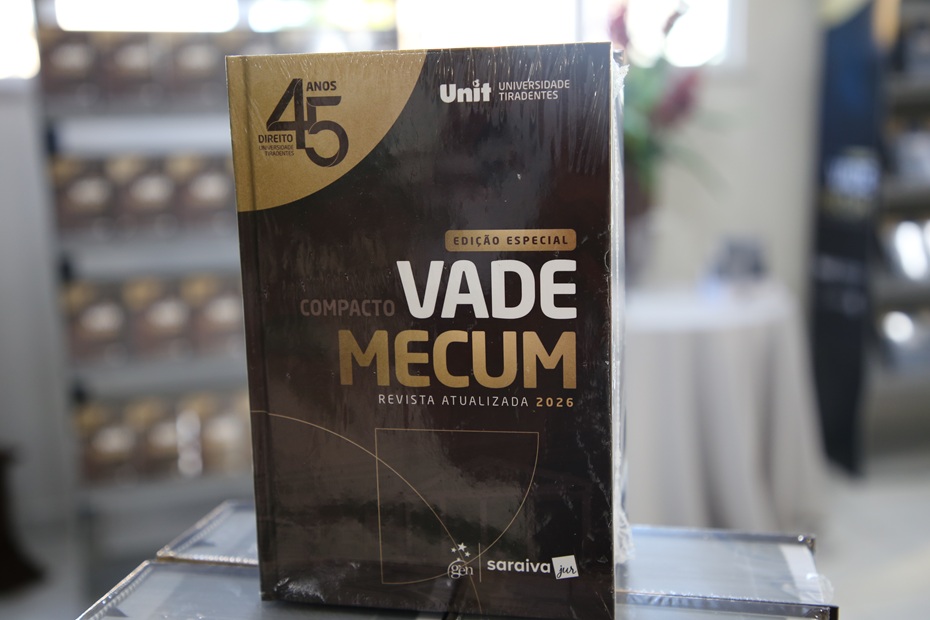 45 ANOS
DIREITO
UNIVERSIDADE
TIRADENTES
Unit UNIVERSIDADE
TIRADENTES
EDIÇÃO ESPECIAL
COMPACTO VADE
MECUM
REVISTA ATUALIZADA 2026
gen saraiva jur